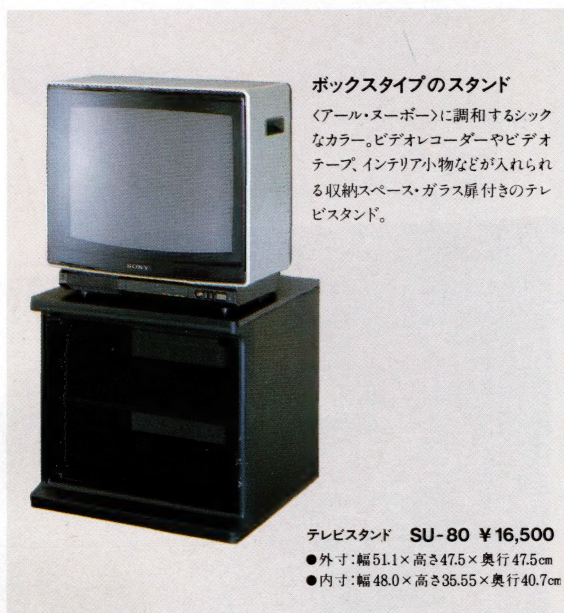 ボックスタイプのスタンド
〈アール・ヌーボー〉に調和するシック
なカラー。ビデオレコーダーやビデオ
テープ、インテリア小物などが入れられ
る収納スペース・ガラス扉付きのテレ
ビスタンド。
SONY
テレビスタンド SU-80 ¥16,500
●外寸:幅51.1×高さ47.5×奥行47.5cm
●内寸:幅48.0×高さ35.55×奥行40.7cm